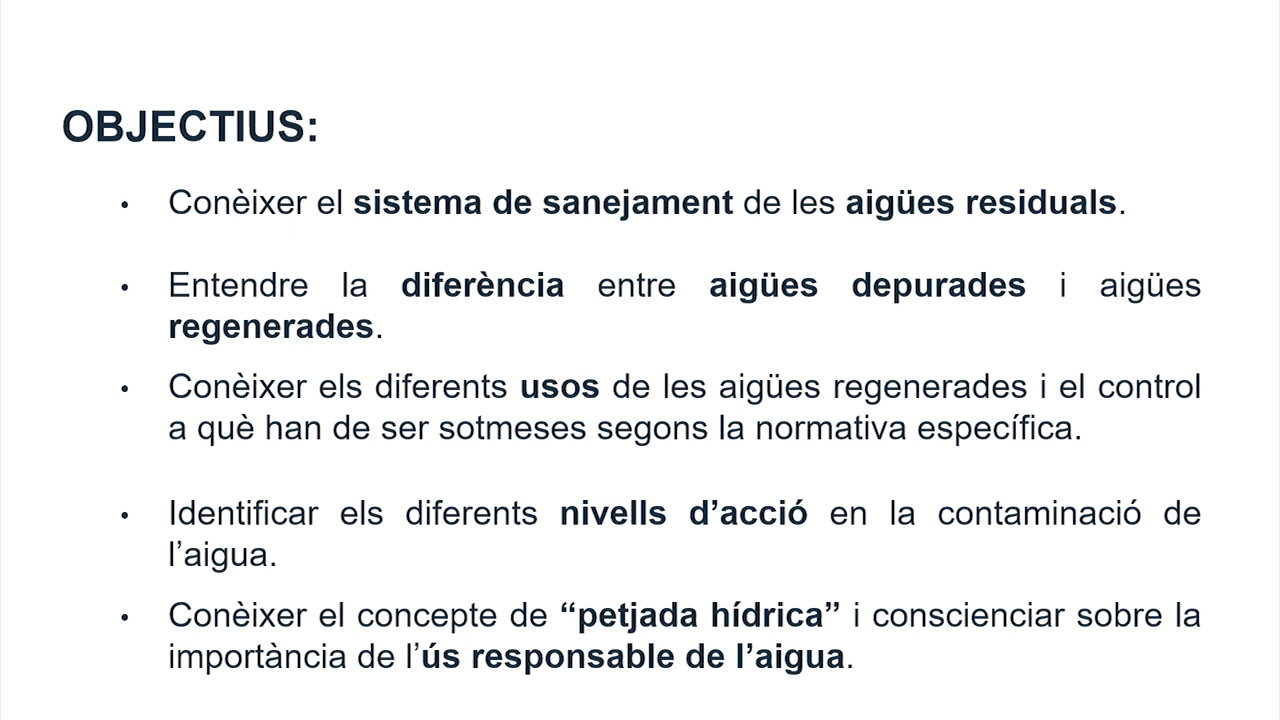 OBJECTIUS:
• Conèixer el sistema de sanejament de les aigües residuals.
• Entendre la diferència entre aigües depurades i aigües
regenerades.
• Conèixer els diferents usos de les aigües regenerades i el control
a què han de ser sotmeses segons la normativa específica.
• Identificar els diferents nivells d’acció en la contaminació de
l’aigua.
• Conèixer el concepte de “petjada hídrica” i conscienciar sobre la
importància de l’ús responsable de l’aigua.